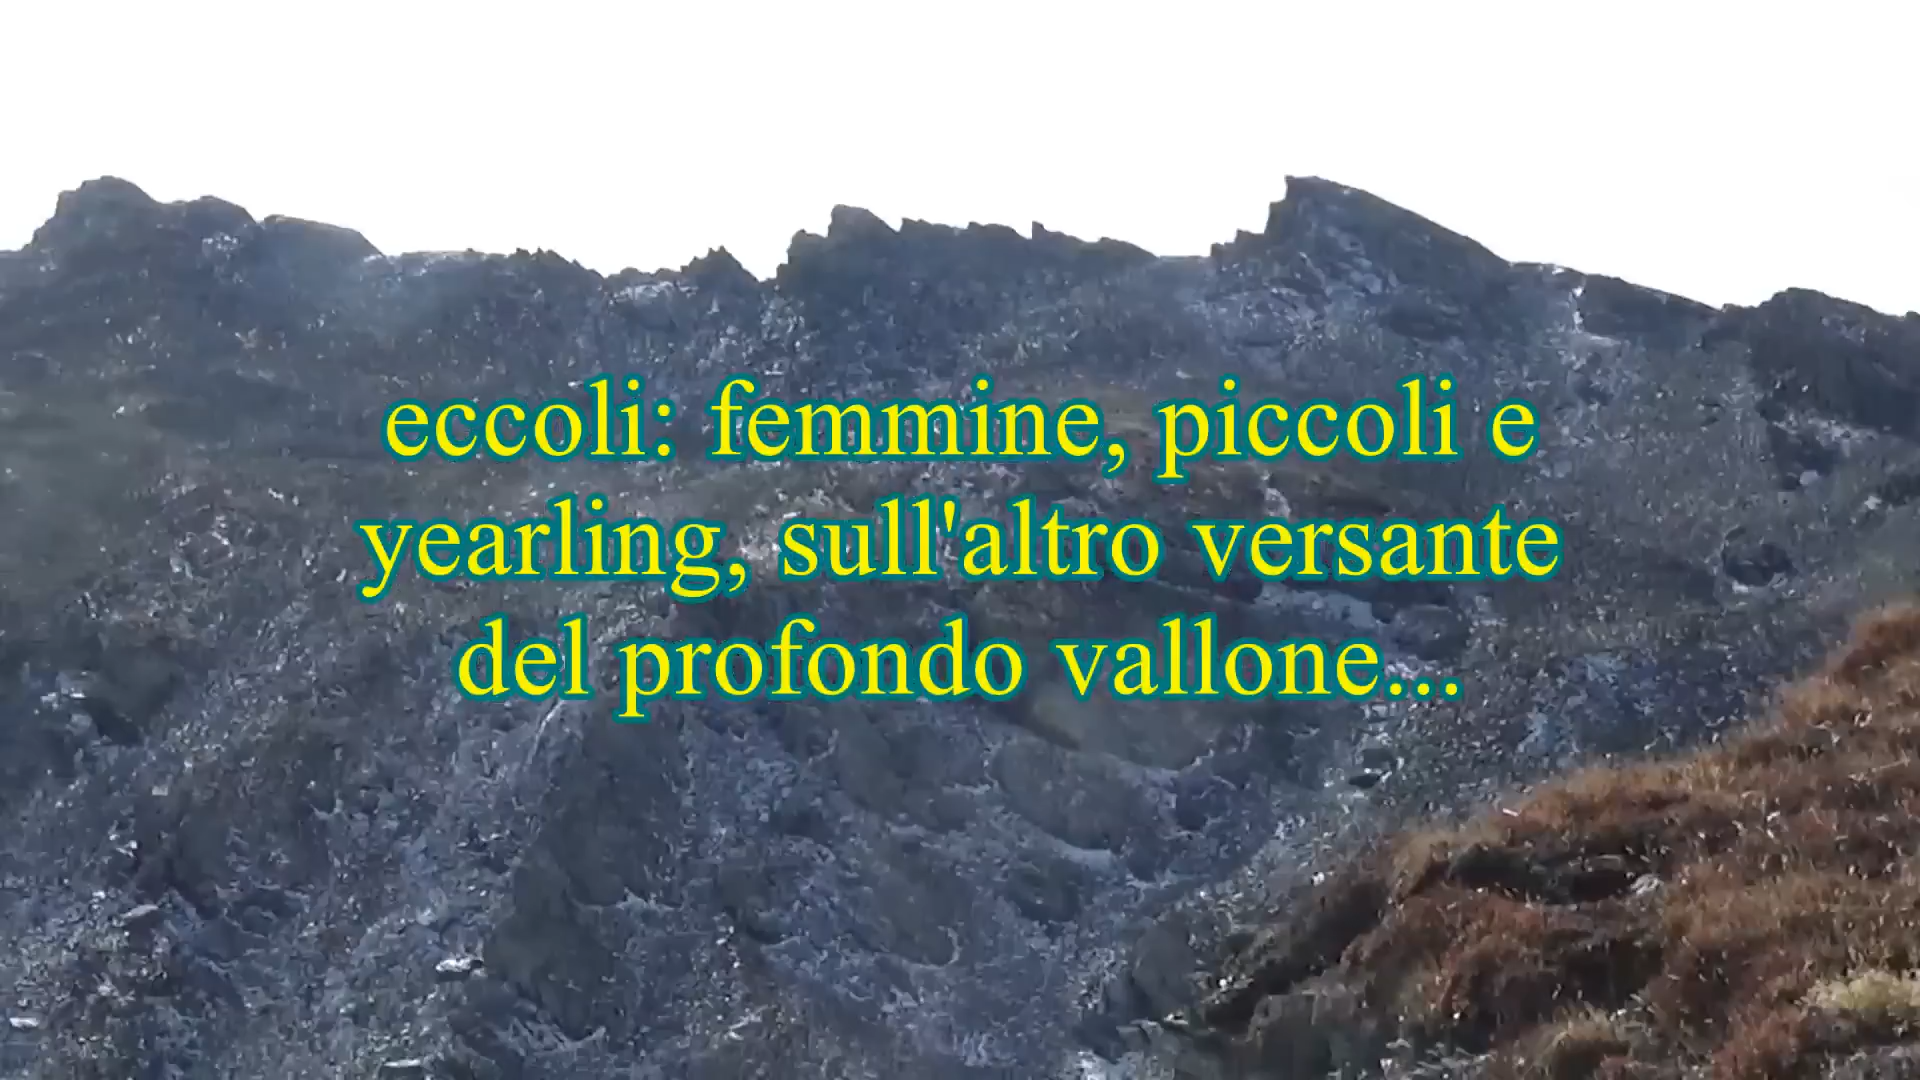 eccoli: femmine, piccoli e
yearling, sull'altro versante
del profondo vallone...